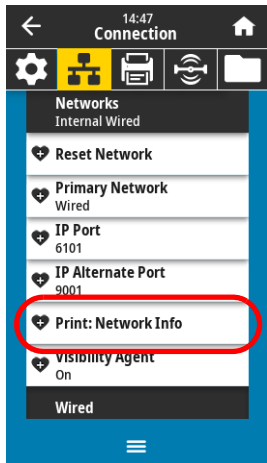 14:47
Connection
Networks
Internal Wired
Reset Network
Primary Network
Wired
IP Port
6101
IP Alternate Port
9001
Print: Network Info
Visibility Agent
On
Wired